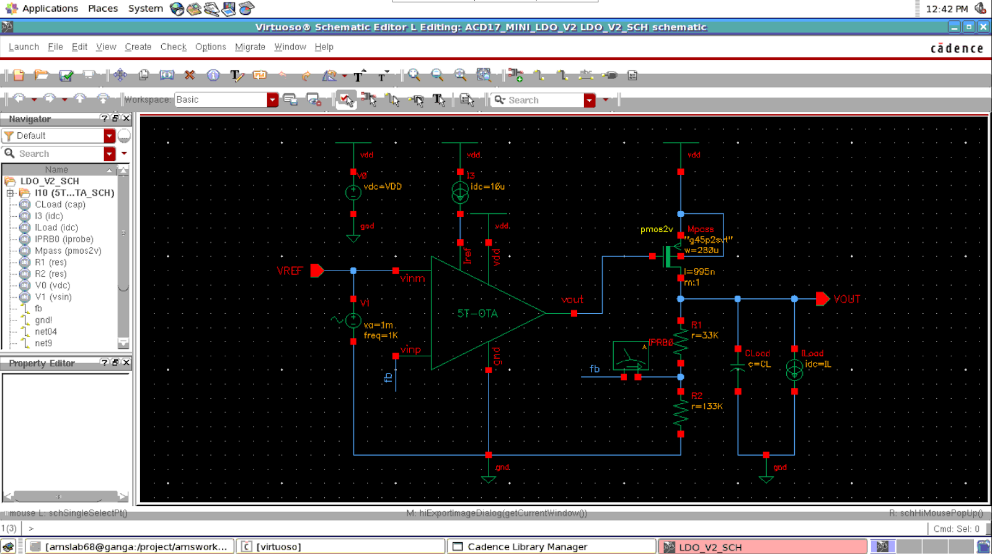 Applications Places System 12:42 PM
Virtuoso® Schematic Editor L Editing: ACD17_MINI_LDO_V2 LDO_V2_SCH schematic
Launch File Edit View Create Check Options Migrate Window Help cādence
Workspace: Basic Search
Navigator
Default
Search
Name
LDO_V2_SCH
I10 (5T...TA_SCH)
CLoad (cap)
I3 (idc)
ILoad (idc)
IPRB0 (iprobe)
Mpass (pmos2v)
R1 (res)
R2 (res)
V0 (vdc)
V1 (vsin)
fb
gnd!
net04
net9
Property Editor
vdd
V0
vdc=VDD
gnd
vdd
I3
idc=10u
vdd
Iref
vdd
VREF
vinm
V1
va=1m
freq=1K
vinp
fb
5T-OTA
vout
gnd
gnd
vdd
pmos2v
Mpass
"g45p2svt"
w=280u
l=995n
m:1
VOUT
R1
r=33K
IPRB0
fb
R2
r=133K
CLoad
c=CL
ILoad
idc=IL
gnd
mouse L: schSingleSelectPt() M: hiExportImageDialog(getCurrentWindow()) R: schHiMousePopUp()
1(3) > Cmd: Sel: 0
[amslab68@ganga:/project/amswork... [virtuoso] Cadence Library Manager LDO_V2_SCH